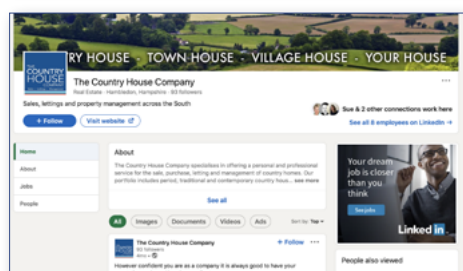 RY HOUSE - TOWN HOUSE - VILLAGE HOUSE - YOUR HOUSE
THE
COUNTRY
HOUSE
The Country House Company
Real Estate · Hambledon, Hampshire · 93 followers
Sales, lettings and property management across the South
Sue & 2 other connections work here
+ Follow
Visit website
See all 8 employees on LinkedIn →
Home
About
Jobs
People
About
The Country House Company specialises in offering a personal and professional
service for the sale, purchase, letting and management of country homes. Our
portfolio includes period, traditional and contemporary country hous... see more
See all
All
Images
Documents
Videos
Ads
Sort by: Top
The Country House Company
93 followers
4mo
+ Follow
However confident you are as a company it is always good to have your
Your dream
job is closer
than you
think
See jobs
Linked in
People also viewed